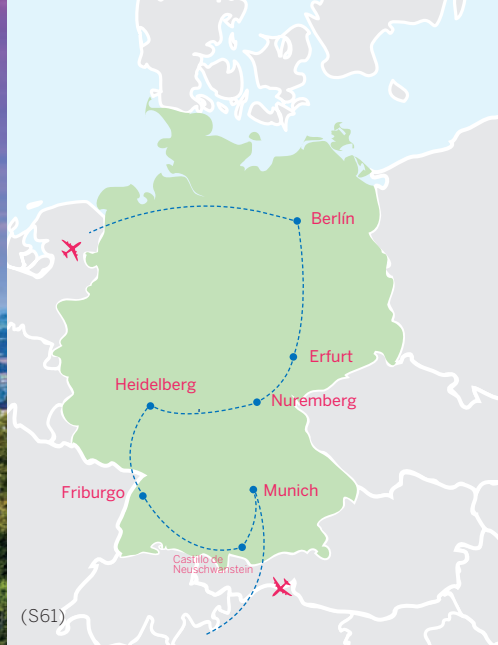 Berlín
Erfurt
Heidelberg
Nuremberg
Friburgo
Munich
Castillo de
Neuschwanstein
(S61)